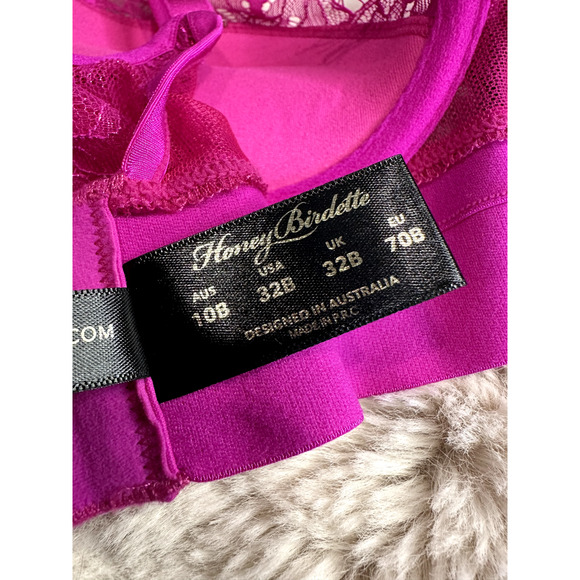 Honey Birdette
AUS USA UK EU
10B 32B 32B 70B
DESIGNED IN AUSTRALIA
MADE IN P.R.C
COM